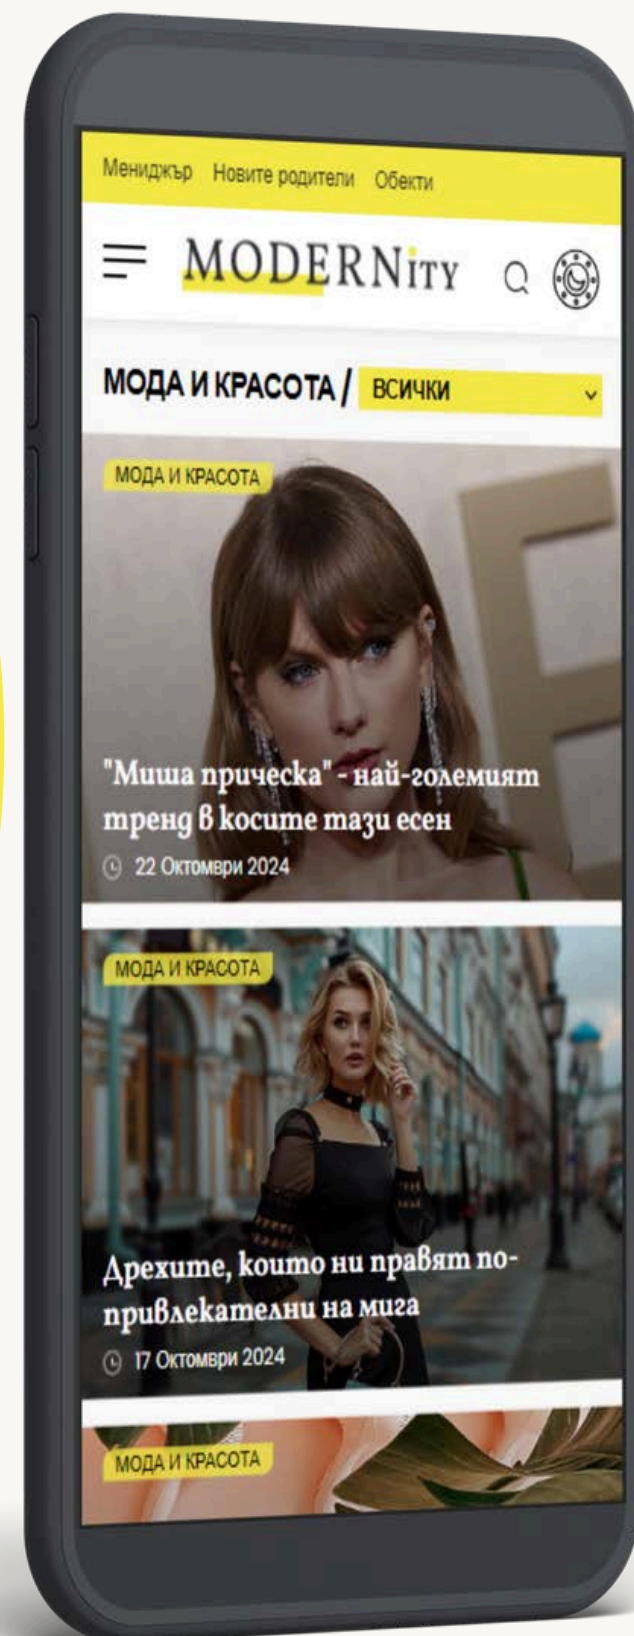 Мениджър Новите родители Обекти
MODERNiTY
МОДА И КРАСОТА / ВСИЧКИ
МОДА И КРАСОТА
"Миша прическа" - най-големият
тренд в косите тази есен
22 Октомври 2024
МОДА И КРАСОТА
Дрехите, които ни правят по-
привлекателни на мига
17 Октомври 2024
МОДА И КРАСОТА